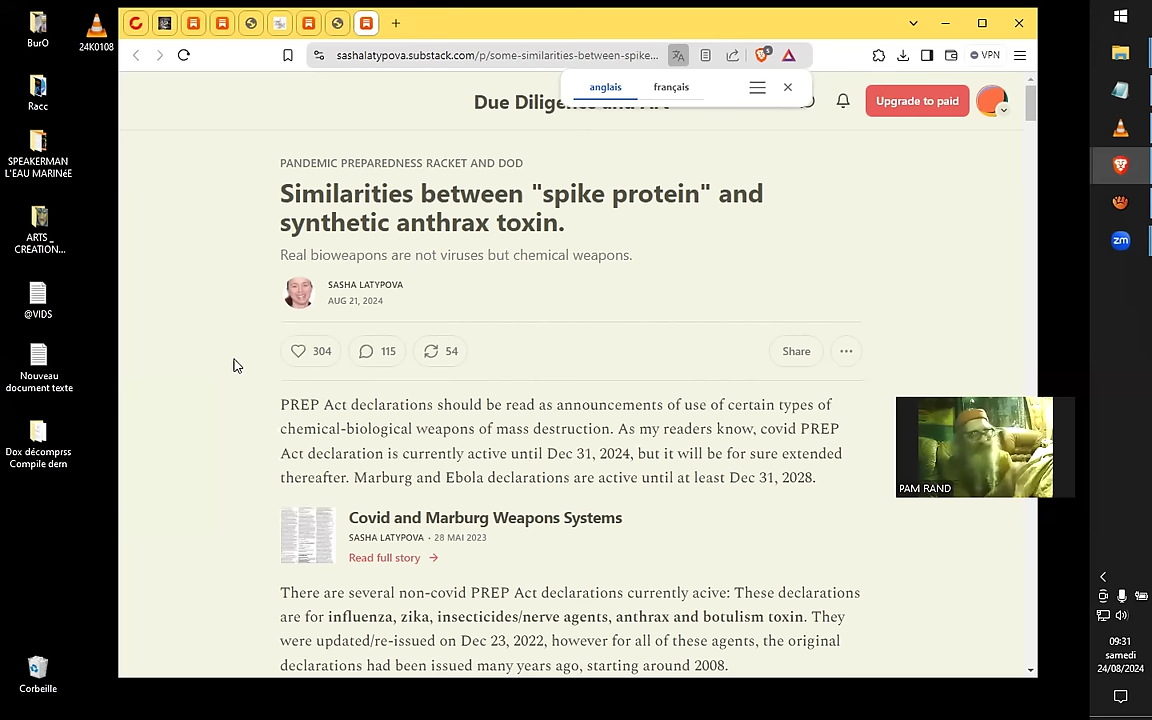 BurO
24K0108
Racc
SPEAKERMAN
L'EAU MARINéE
ARTS_
CREATION...
@VIDS
Nouveau
document texte
Dox décomprss
Compile dern
Corbeille
sashalatypova.substack.com/p/some-similarities-between-spike...
5
VPN
anglais
français
Due Diligence and Art
Upgrade to paid
PANDEMIC PREPAREDNESS RACKET AND DOD
Similarities between "spike protein" and
synthetic anthrax toxin.
Real bioweapons are not viruses but chemical weapons.
SASHA LATYPOVA
AUG 21, 2024
304
115
54
Share
PREP Act declarations should be read as announcements of use of certain types of
chemical-biological weapons of mass destruction. As my readers know, covid PREP
Act declaration is currently active until Dec 31, 2024, but it will be for sure extended
thereafter. Marburg and Ebola declarations are active until at least Dec 31, 2028.
Covid and Marburg Weapons Systems
SASHA LATYPOVA · 28 MAI 2023
Read full story →
There are several non-covid PREP Act declarations currently acive: These declarations
are for influenza, zika, insecticides/nerve agents, anthrax and botulism toxin. They
were updated/re-issued on Dec 23, 2022, however for all of these agents, the original
declarations had been issued many years ago, starting around 2008.
PAM RAND
zm
09:31
samedi
24/08/2024